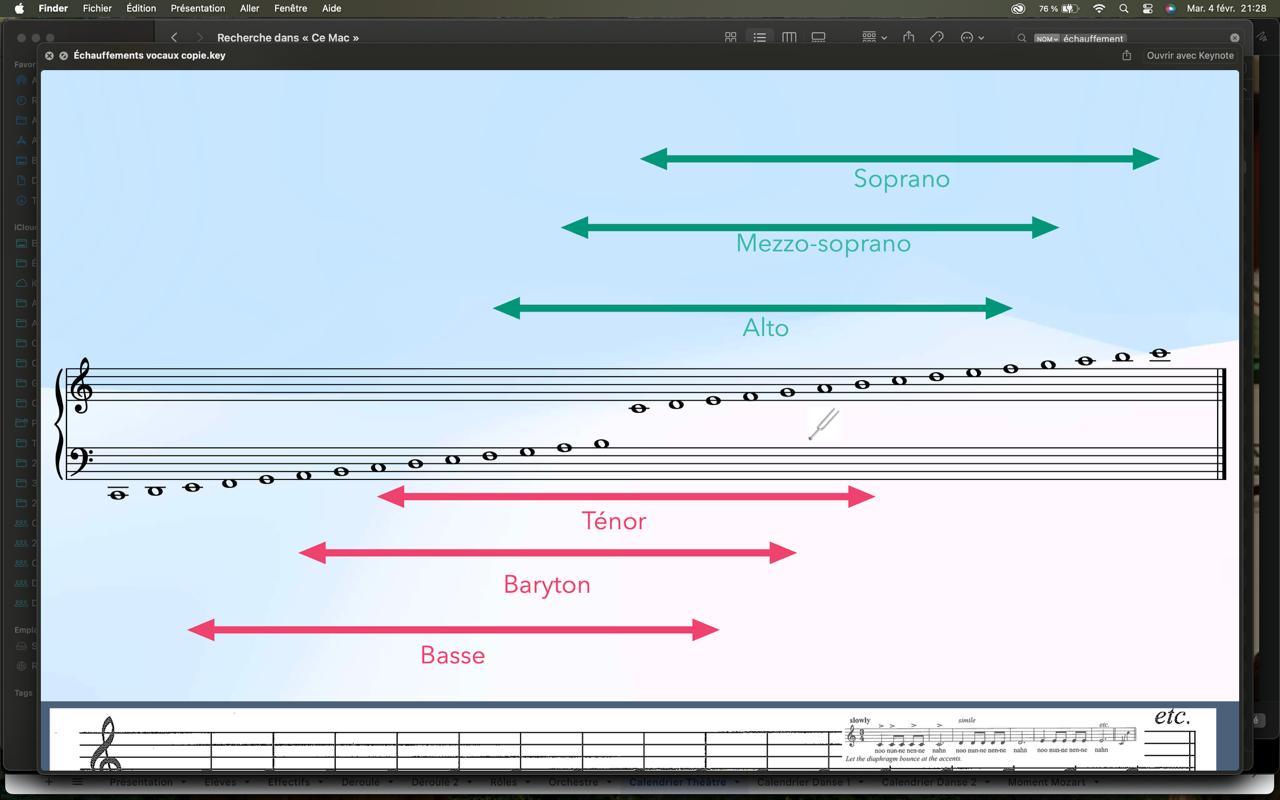 Finder Fichier Édition Présentation Aller Fenêtre Aide 76 % Mar. 4 févr. 21:28
Recherche dans « Ce Mac » NOM échauffement
Échauffements vocaux copie.key Ouvrir avec Keynote
Favor
iCloud
Empla
Tags
Soprano
Mezzo-soprano
Alto
Ténor
Baryton
Basse
etc.
slowly simile etc.
noo nun-ne nen-ne nahn noo nun-ne nen-ne nahn noo nun-ne nen-ne nahn
Let the diaphragm bounce at the accents.
Présentation Élèves Effectifs Déroulé Déroulé 2 Rôles Orchestre Calendrier Théâtre Calendrier Danse 1 Calendrier Danse 2 Moment Mozart